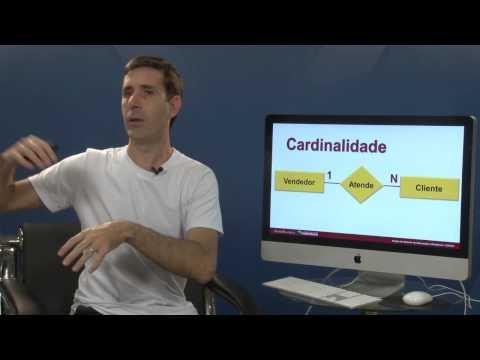 Cardinalidade
Vendedor 1 Atende N Cliente